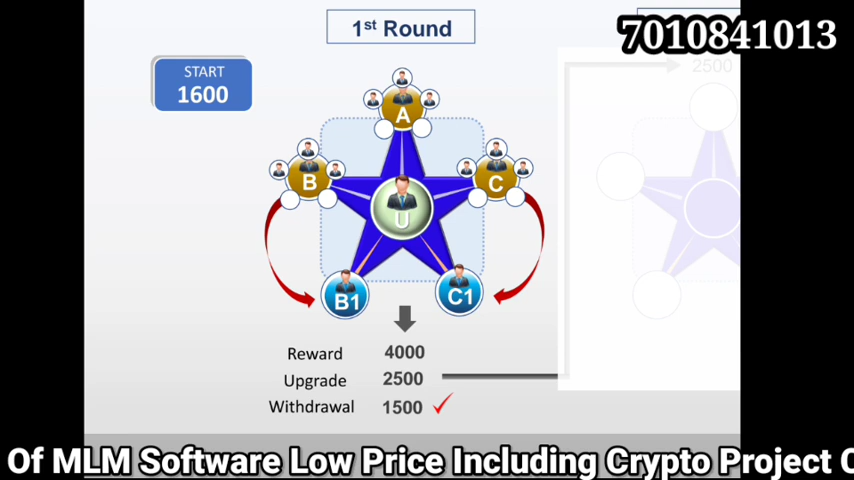 1st Round
7010841013
START
1600
2500
A
B
C
U
B1
C1
Reward 4000
Upgrade 2500
Withdrawal 1500
Of MLM Software Low Price Including Crypto Project